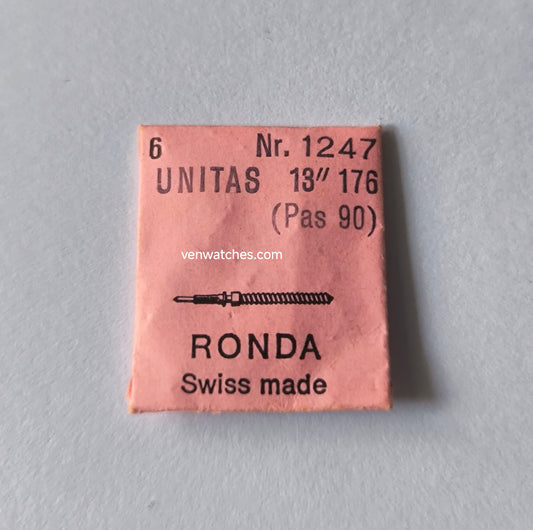 6 Nr. 1247
UNITAS 13″ 176
(Pas 90)
venwatches.com
RONDA
Swiss made